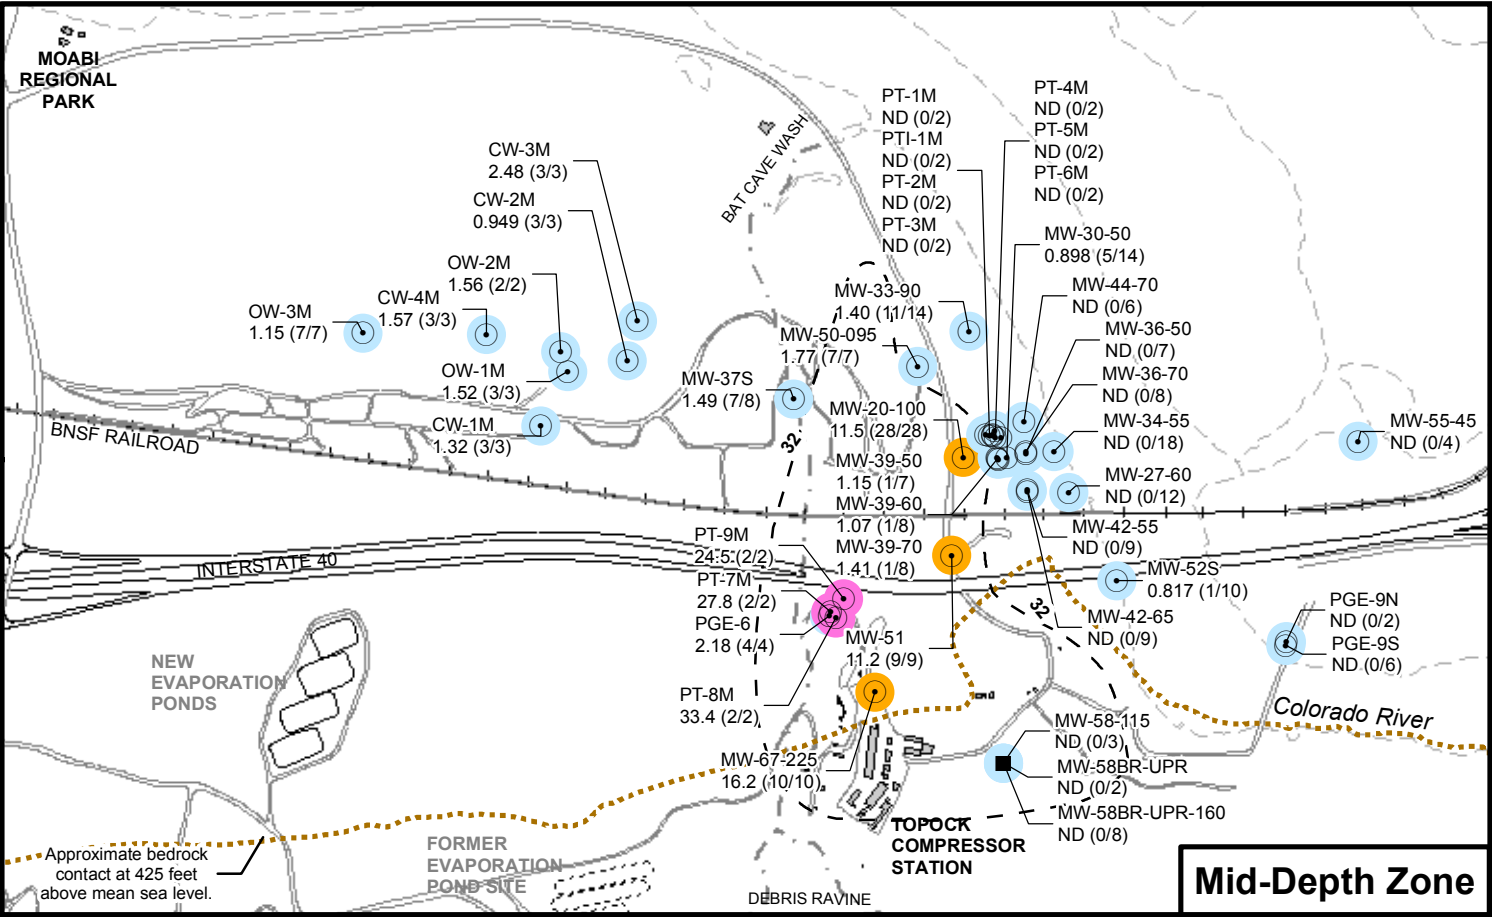 MOABI
REGIONAL
PARK
BAT CAVE WASH
PT-1M
ND (0/2)
PTI-1M
ND (0/2)
PT-2M
ND (0/2)
PT-3M
ND (0/2)
PT-4M
ND (0/2)
PT-5M
ND (0/2)
PT-6M
ND (0/2)
CW-3M
2.48 (3/3)
CW-2M
0.949 (3/3)
OW-2M
1.56 (2/2)
CW-4M
1.57 (3/3)
OW-3M
1.15 (7/7)
OW-1M
1.52 (3/3)
CW-1M
1.32 (3/3)
MW-30-50
0.898 (5/14)
MW-44-70
ND (0/6)
MW-33-90
1.40 (11/14)
MW-50-095
1.77 (7/7)
MW-37S
1.49 (7/8)
MW-36-50
ND (0/7)
MW-36-70
ND (0/8)
MW-20-100
11.5 (28/28)
MW-34-55
ND (0/18)
MW-55-45
ND (0/4)
BNSF RAILROAD
32
MW-39-50
1.15 (1/7)
MW-39-60
1.07 (1/8)
MW-39-70
1.41 (1/8)
MW-27-60
ND (0/12)
MW-42-55
ND (0/9)
INTERSTATE 40
PT-9M
24.5 (2/2)
PT-7M
27.8 (2/2)
PGE-6
2.18 (4/4)
MW-52S
0.817 (1/10)
32
MW-42-65
ND (0/9)
PGE-9N
ND (0/2)
PGE-9S
ND (0/6)
MW-51
11.2 (9/9)
NEW
EVAPORATION
PONDS
PT-8M
33.4 (2/2)
Colorado River
MW-67-225
16.2 (10/10)
MW-58-115
ND (0/3)
MW-58BR-UPR
ND (0/2)
MW-58BR-UPR-160
ND (0/8)
TOPOCK
COMPRESSOR
STATION
FORMER
EVAPORATION
POND SITE
Approximate bedrock
contact at 425 feet
above mean sea level.
DEBRIS RAVINE
Mid-Depth Zone